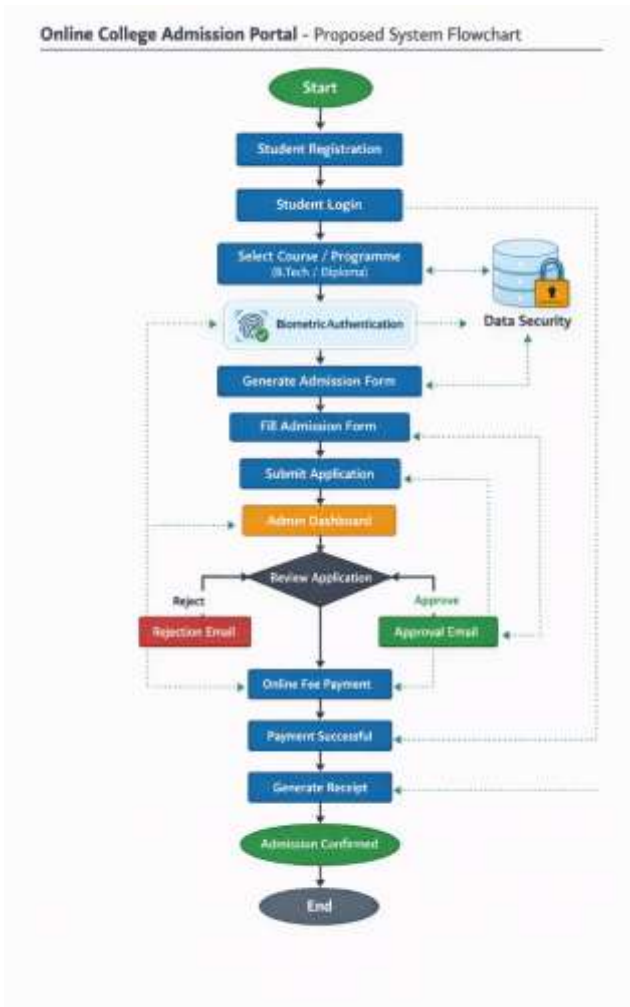 Online College Admission Portal - Proposed System Flowchart
Start
Student Registration
Student Login
Select Course / Programme
(B.Tech / Diploma)
Data Security
Biometric Authentication
Generate Admission Form
Fill Admission Form
Submit Application
Admin Dashboard
Review Application
Reject
Approve
Rejection Email
Approval Email
Online Fee Payment
Payment Successful
Generate Receipt
Admission Confirmed
End